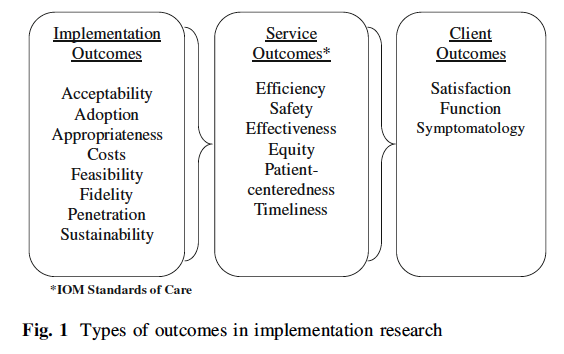 Implementation
Outcomes
Acceptability
Adoption
Appropriateness
Costs
Feasibility
Fidelity
Penetration
Sustainability
Service
Outcomes*
Efficiency
Safety
Effectiveness
Equity
Patient-
centeredness
Timeliness
Client
Outcomes
Satisfaction
Function
Symptomatology
*IOM Standards of Care
Fig. 1 Types of outcomes in implementation research